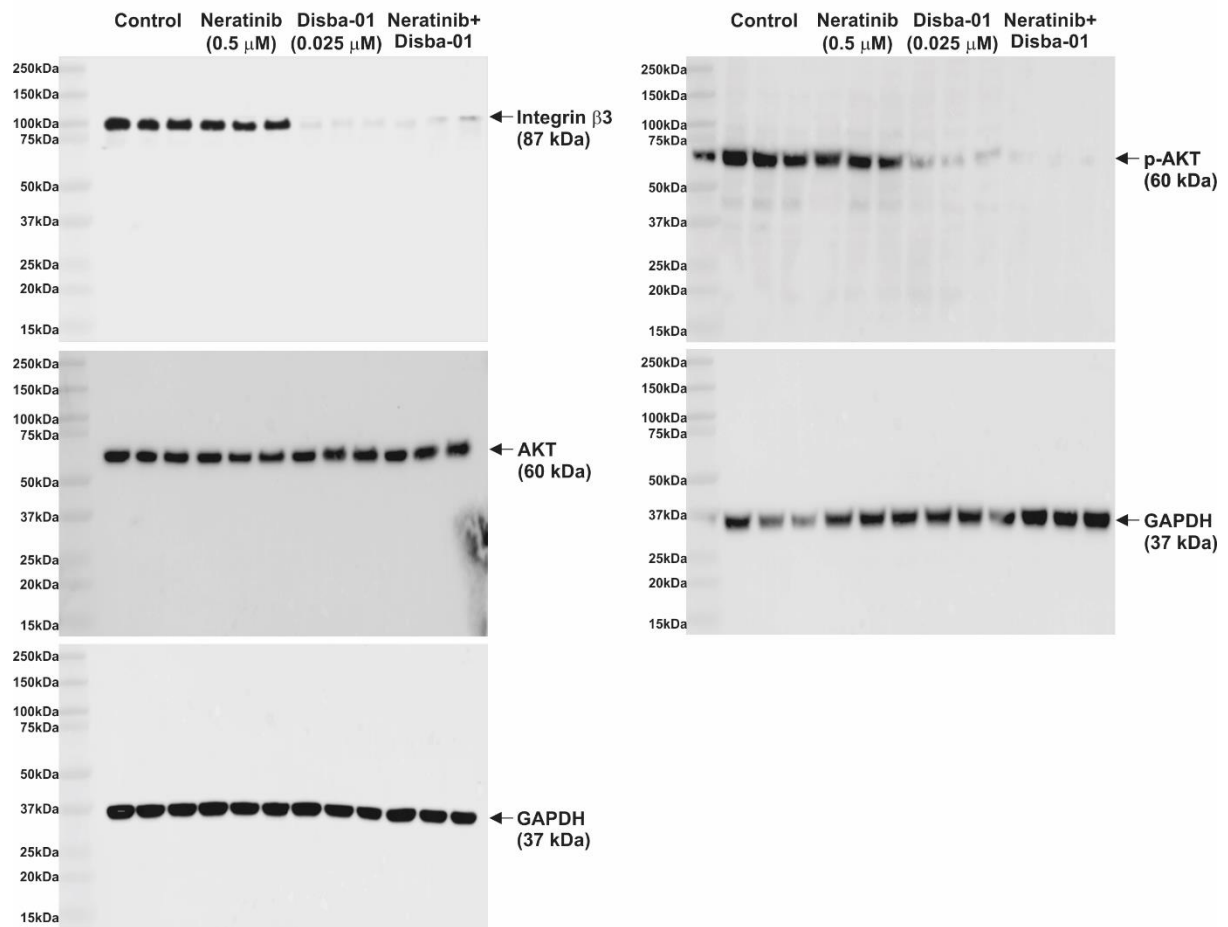 Control
Neratinib
(0.5 μM)
Disba-01
(0.025 μM)
Neratinib+
Disba-01
250kDa
150kDa
100kDa
75kDa
50kDa
37kDa
25kDa
20kDa
15kDa
Integrin β3
(87 kDa)
250kDa
150kDa
100kDa
75kDa
50kDa
37kDa
25kDa
20kDa
15kDa
AKT
(60 kDa)
250kDa
150kDa
100kDa
75kDa
50kDa
37kDa
25kDa
20kDa
15kDa
GAPDH
(37 kDa)
Control
Neratinib
(0.5 μM)
Disba-01
(0.025 μM)
Neratinib+
Disba-01
250kDa
150kDa
100kDa
75kDa
50kDa
37kDa
25kDa
20kDa
15kDa
p-AKT
(60 kDa)
250kDa
150kDa
100kDa
75kDa
50kDa
37kDa
25kDa
20kDa
15kDa
GAPDH
(37 kDa)